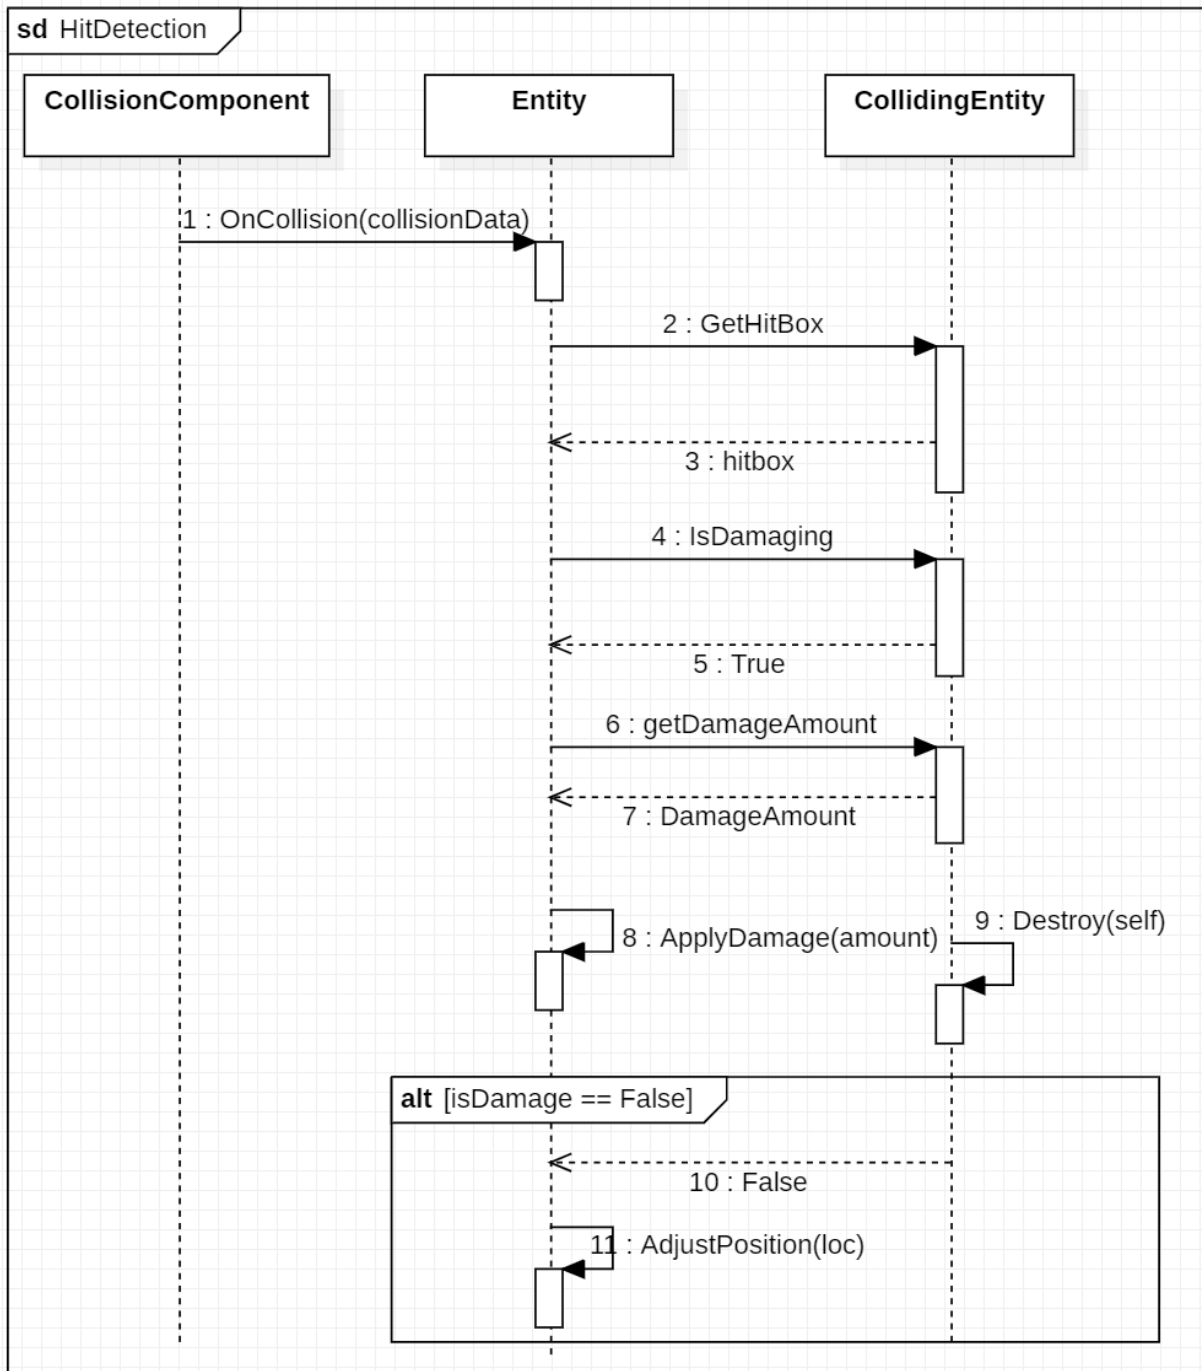 sd HitDetection
CollisionComponent
Entity
CollidingEntity
1 : OnCollision(collisionData)
2 : GetHitBox
3 : hitbox
4 : IsDamaging
5 : True
6 : getDamageAmount
7 : DamageAmount
8 : ApplyDamage(amount)
9 : Destroy(self)
alt [isDamage == False]
10 : False
11 : AdjustPosition(loc)